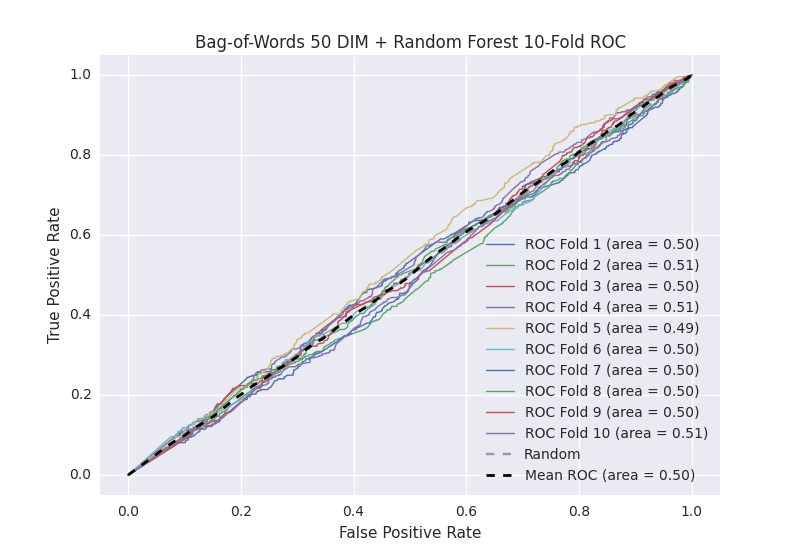 Bag-of-Words 50 DIM + Random Forest 10-Fold ROC
True Positive Rate
1.0
0.8
0.6
0.4
0.2
0.0
ROC Fold 1 (area = 0.50)
ROC Fold 2 (area = 0.51)
ROC Fold 3 (area = 0.50)
ROC Fold 4 (area = 0.51)
ROC Fold 5 (area = 0.49)
ROC Fold 6 (area = 0.50)
ROC Fold 7 (area = 0.50)
ROC Fold 8 (area = 0.50)
ROC Fold 9 (area = 0.50)
ROC Fold 10 (area = 0.51)
Random
Mean ROC (area = 0.50)
0.0 0.2 0.4 0.6 0.8 1.0
False Positive Rate